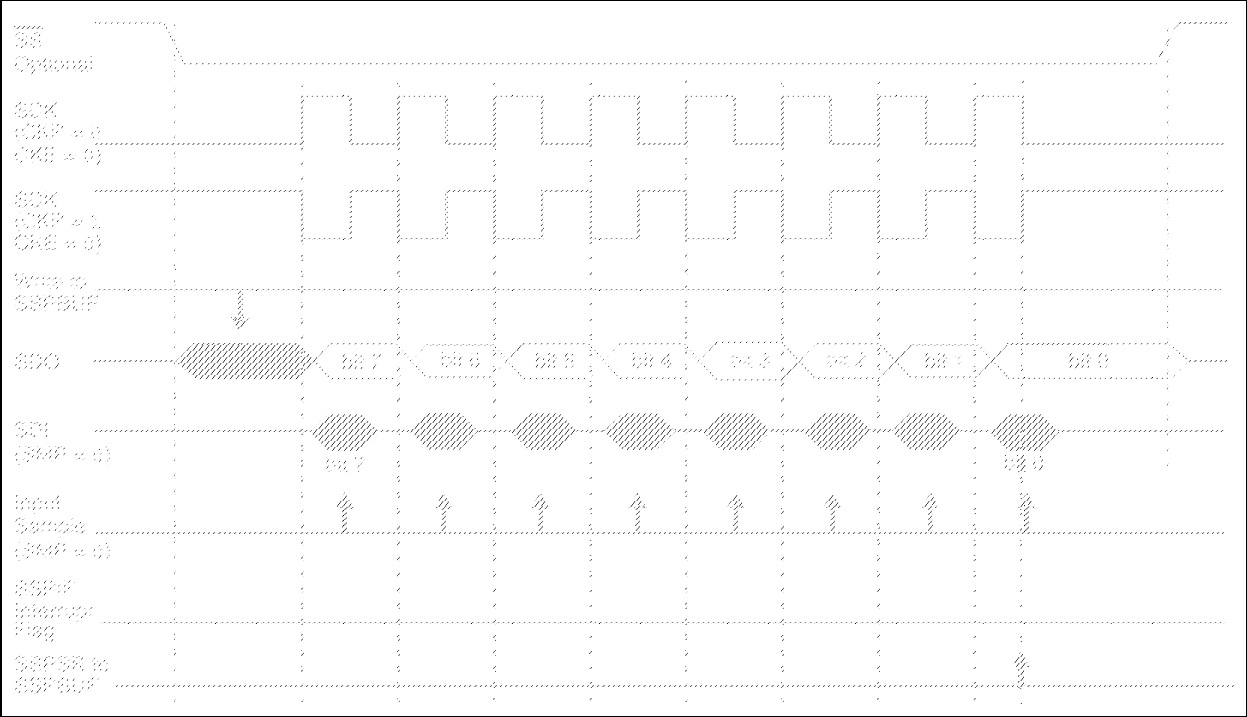 SS
Optional
SCK
(CKP = 0
CKE = 0)
SCK
(CKP = 1
CKE = 0)
Write to
SSPBUF
SDO
bit 7 bit 6 bit 5 bit 4 bit 3 bit 2 bit 1 bit 0
SDI
(SMP = 0)
bit 7 bit 0
Input
Sample
(SMP = 0)
SSPIF
Interrupt
Flag
SSPSR to
SSPBUF